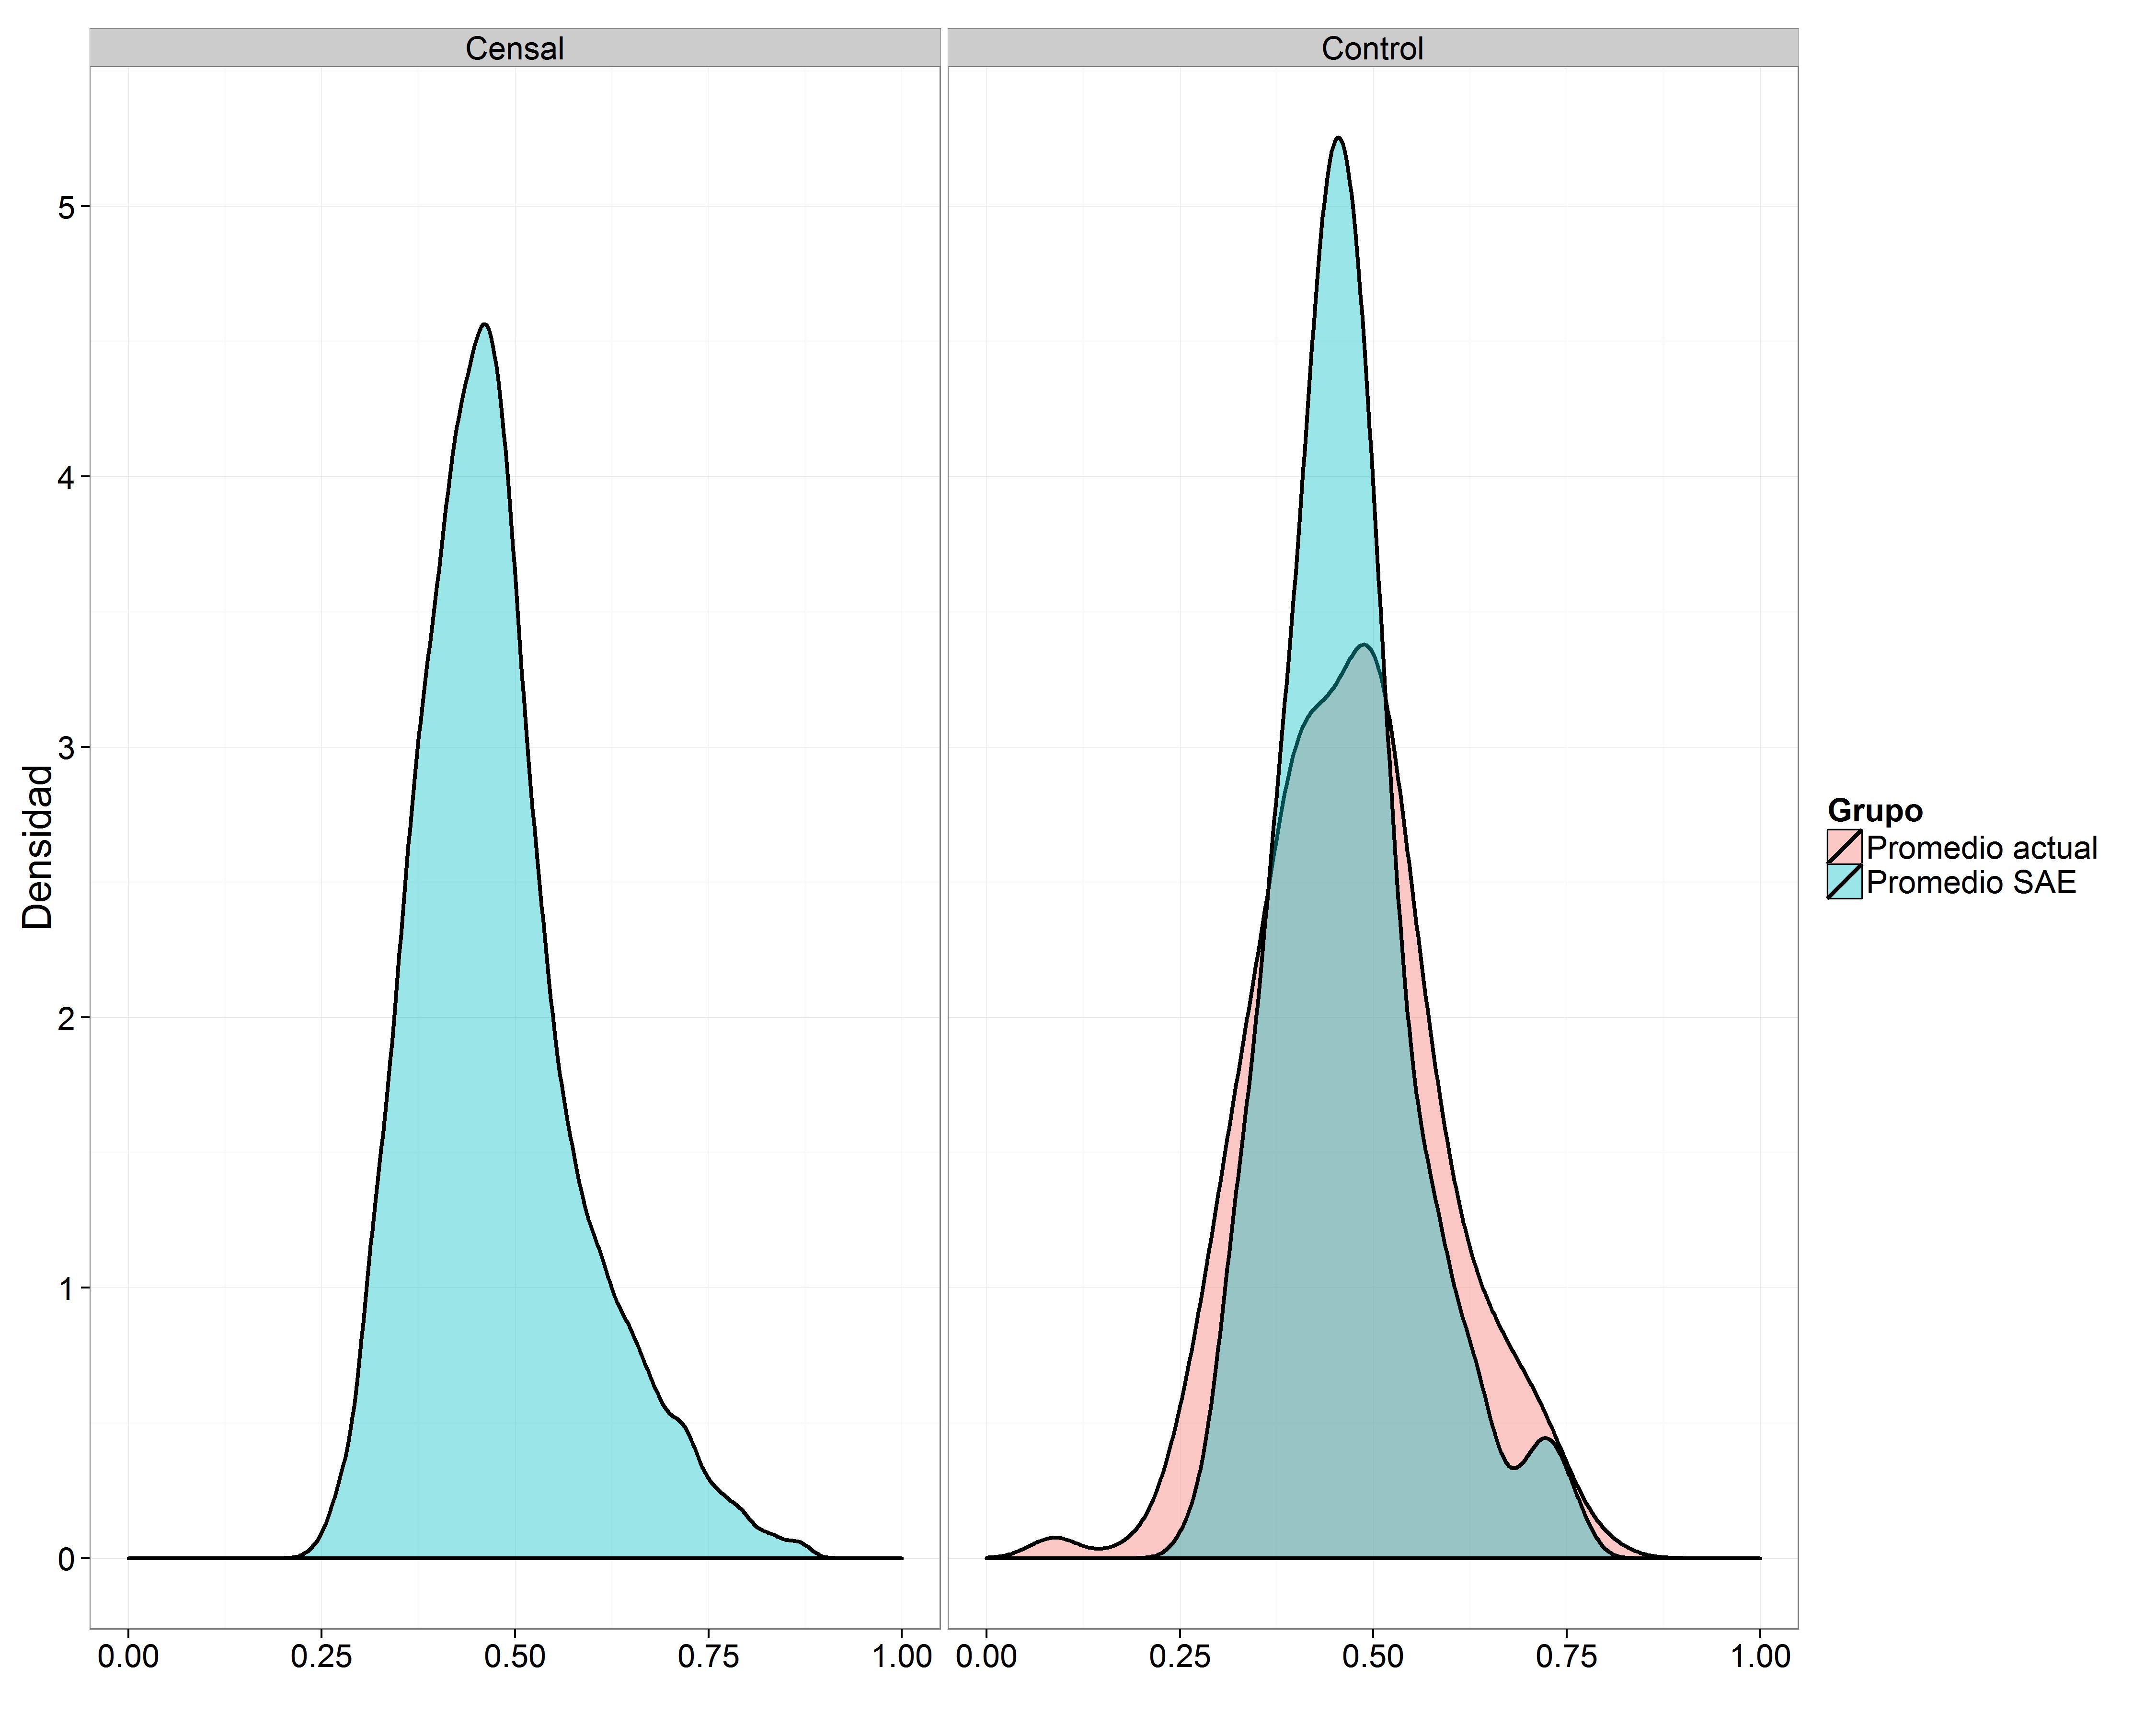 Censal
Control
Densidad
5
4
3
2
1
0
0.00 0.25 0.50 0.75 1.00
0.00 0.25 0.50 0.75 1.00
Grupo
Promedio actual
Promedio SAE